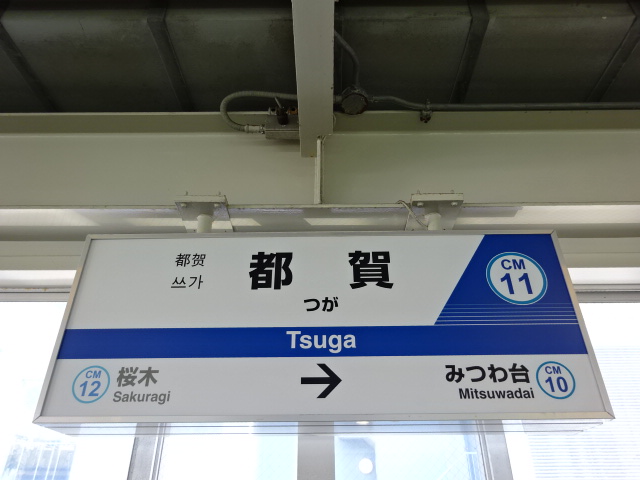 都贺
쓰가
都賀
つが
CM
11
Tsuga
CM
12
桜木
Sakuragi
みつわ台
Mitsuwadai
CM
10